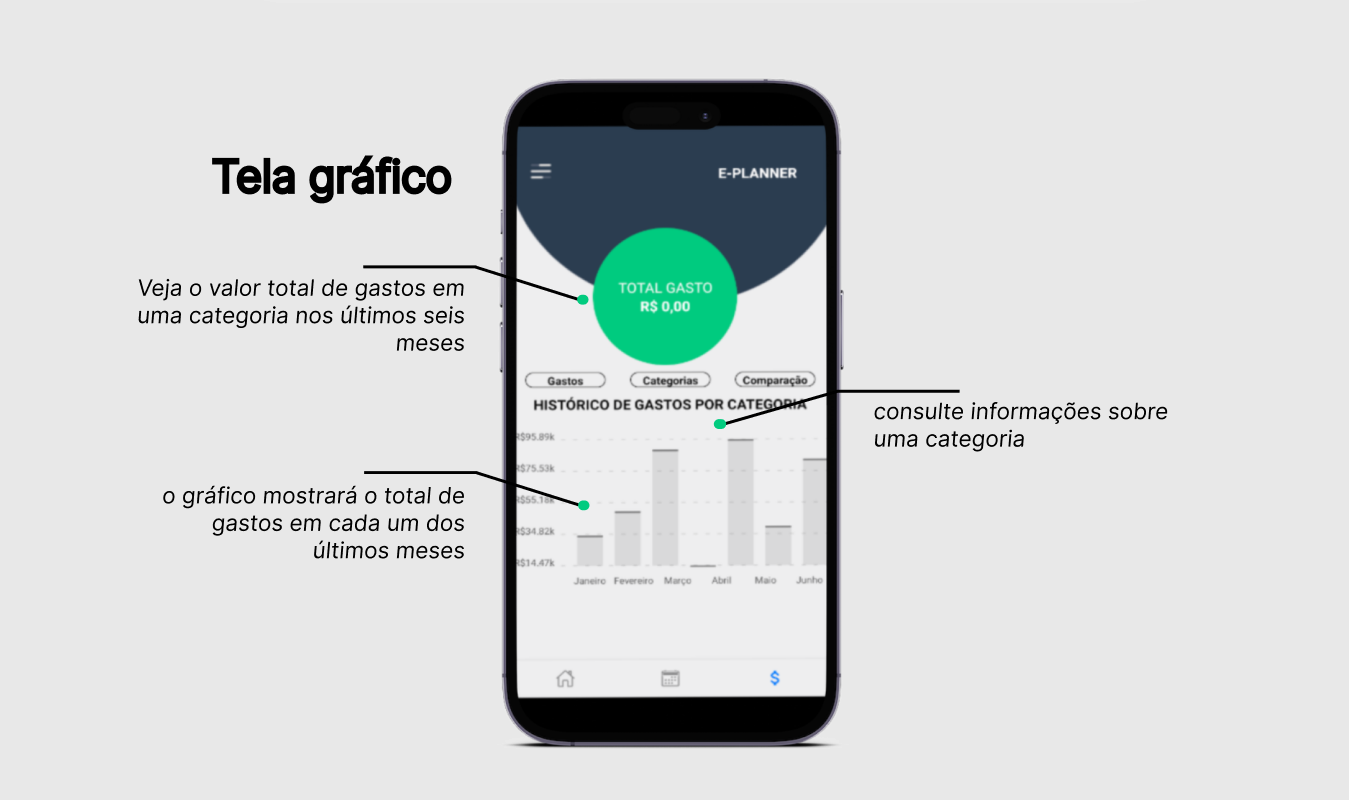 Tela gráfico
Veja o valor total de gastos em
uma categoria nos últimos seis
meses
o gráfico mostrará o total de
gastos em cada um dos
últimos meses
E-PLANNER
TOTAL GASTO
R$ 0,00
Gastos Categorias Comparação
HISTÓRICO DE GASTOS POR CATEGORIA
R$95.89k
R$75.53k
R$55.18k
R$34.82k
R$14.47k
Janeiro Fevereiro Março Abril Maio Junho
$
consulte informações sobre
uma categoria